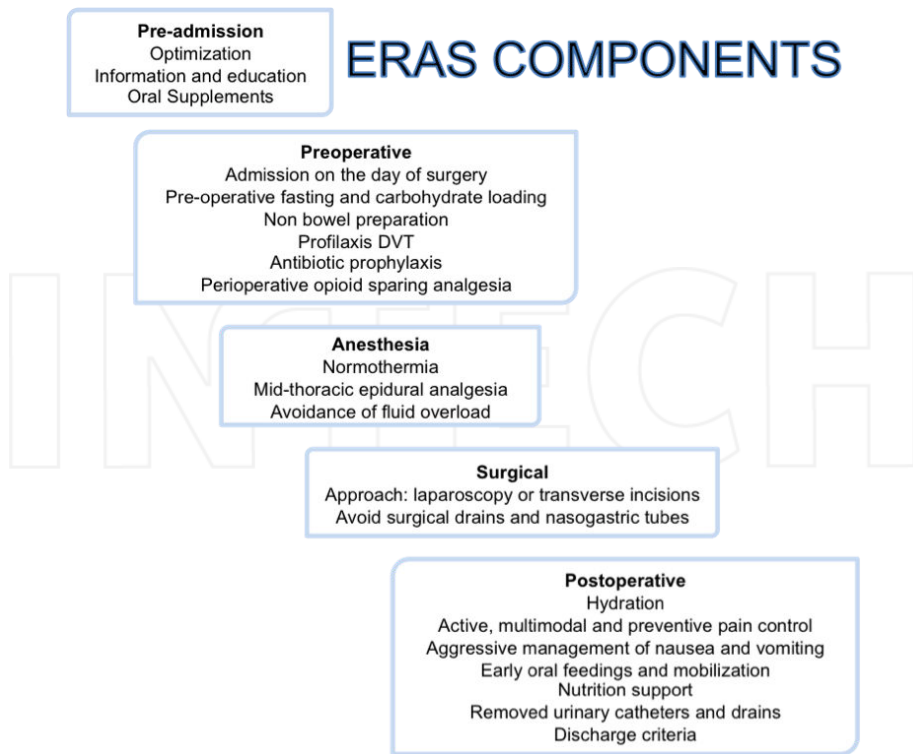 Pre-admission
Optimization
Information and education
Oral Supplements
ERAS COMPONENTS
Preoperative
Admission on the day of surgery
Pre-operative fasting and carbohydrate loading
Non bowel preparation
Profilaxis DVT
Antibiotic prophylaxis
Perioperative opioid sparing analgesia
Anesthesia
Normothermia
Mid-thoracic epidural analgesia
Avoidance of fluid overload
Surgical
Approach: laparoscopy or transverse incisions
Avoid surgical drains and nasogastric tubes
Postoperative
Hydration
Active, multimodal and preventive pain control
Aggressive management of nausea and vomiting
Early oral feedings and mobilization
Nutrition support
Removed urinary catheters and drains
Discharge criteria
INTECH